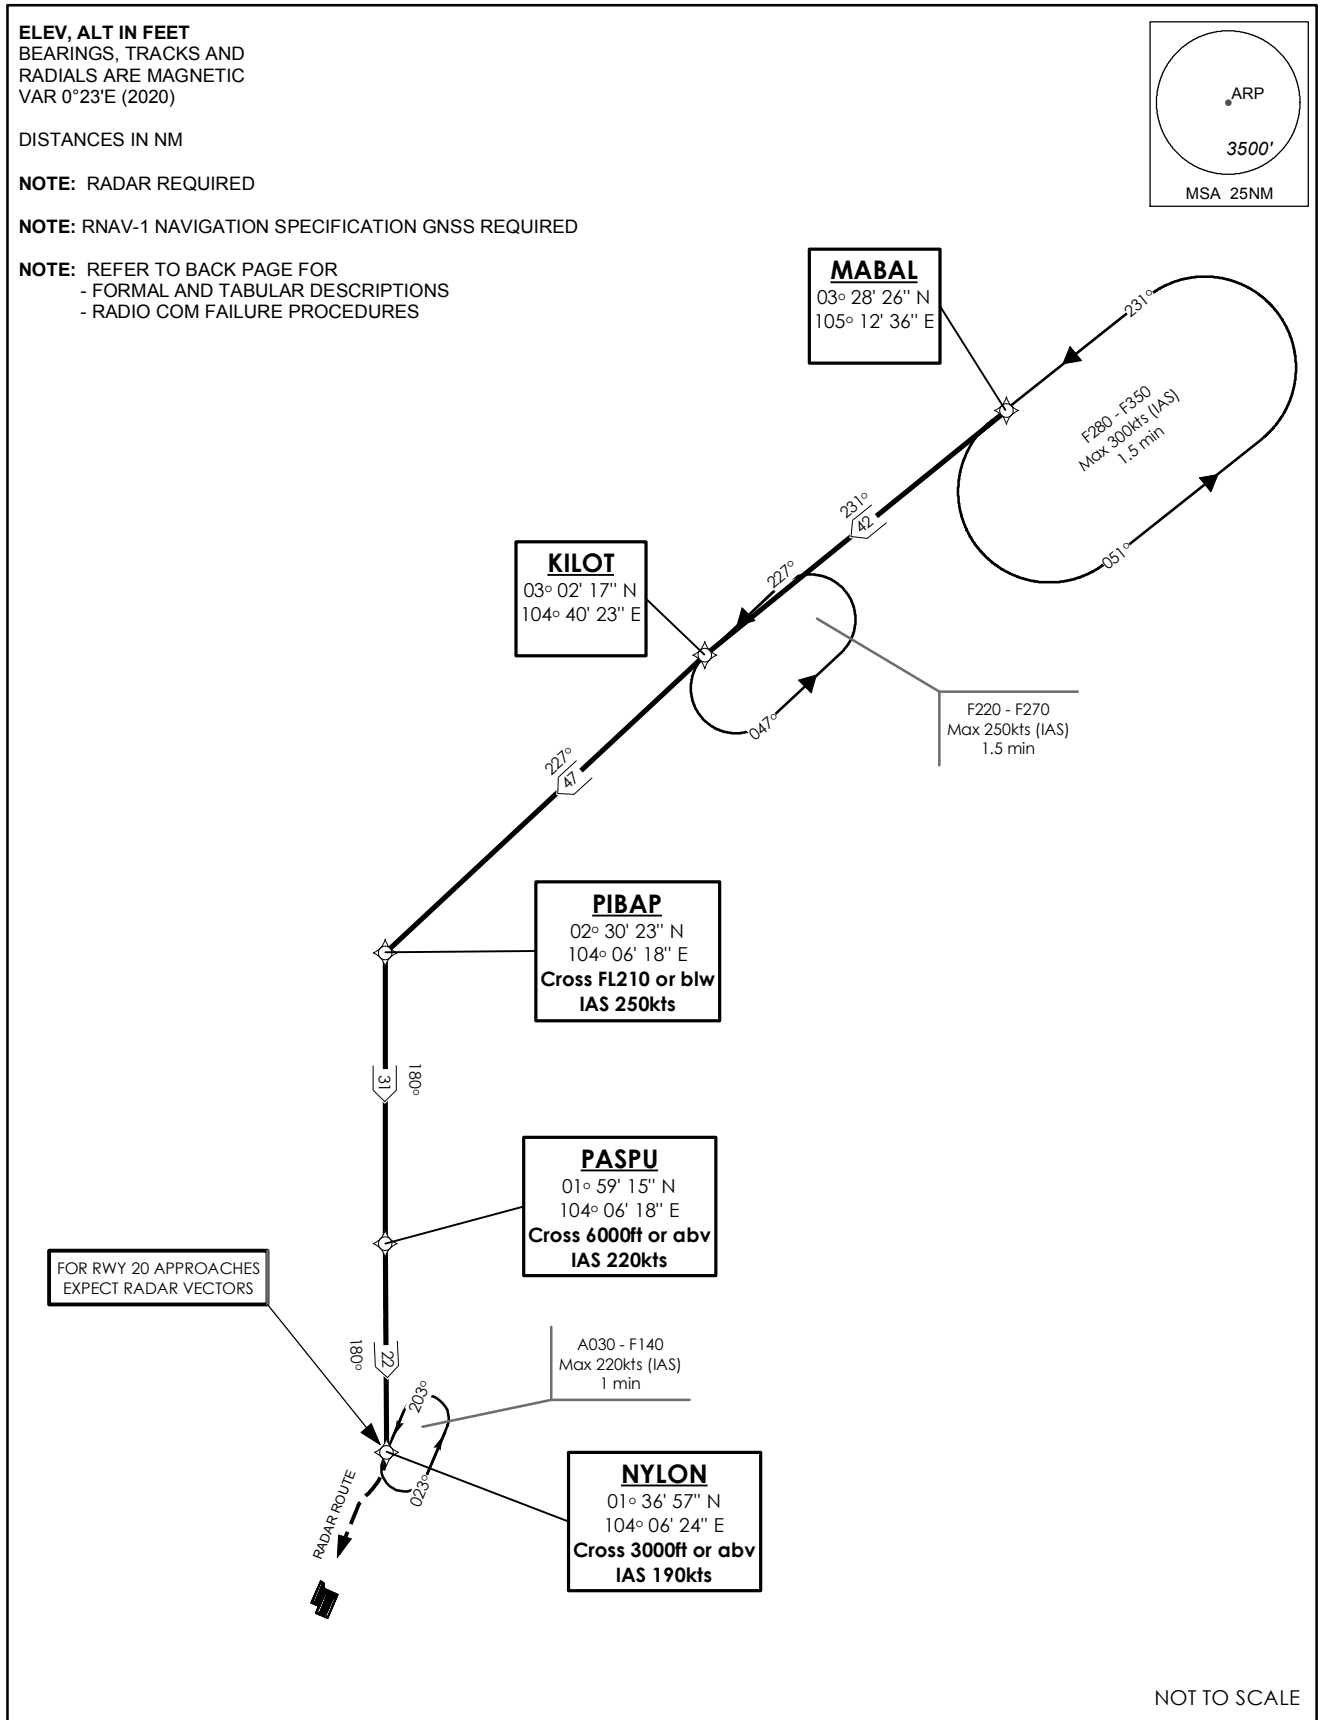 ELEV, ALT IN FEET
BEARINGS, TRACKS AND
RADIALS ARE MAGNETIC
VAR 0°23'E (2020)
DISTANCES IN NM
NOTE: RADAR REQUIRED
NOTE: RNAV-1 NAVIGATION SPECIFICATION GNSS REQUIRED
NOTE: REFER TO BACK PAGE FOR
- FORMAL AND TABULAR DESCRIPTIONS
- RADIO COM FAILURE PROCEDURES
ARP
3500'
MSA 25NM
MABAL
03° 28' 26" N
105° 12' 36" E
231°
F280 - F350
Max 300kts (IAS)
1.5 min
051°
231°
42
KILOT
03° 02' 17" N
104° 40' 23" E
227°
047°
F220 - F270
Max 250kts (IAS)
1.5 min
227°
47
PIBAP
02° 30' 23" N
104° 06' 18" E
Cross FL210 or blw
IAS 250kts
31
180°
PASPU
01° 59' 15" N
104° 06' 18" E
Cross 6000ft or abv
IAS 220kts
FOR RWY 20 APPROACHES
EXPECT RADAR VECTORS
180°
22
A030 - F140
Max 220kts (IAS)
1 min
203°
023°
NYLON
01° 36' 57" N
104° 06' 24" E
Cross 3000ft or abv
IAS 190kts
RADAR ROUTE
NOT TO SCALE